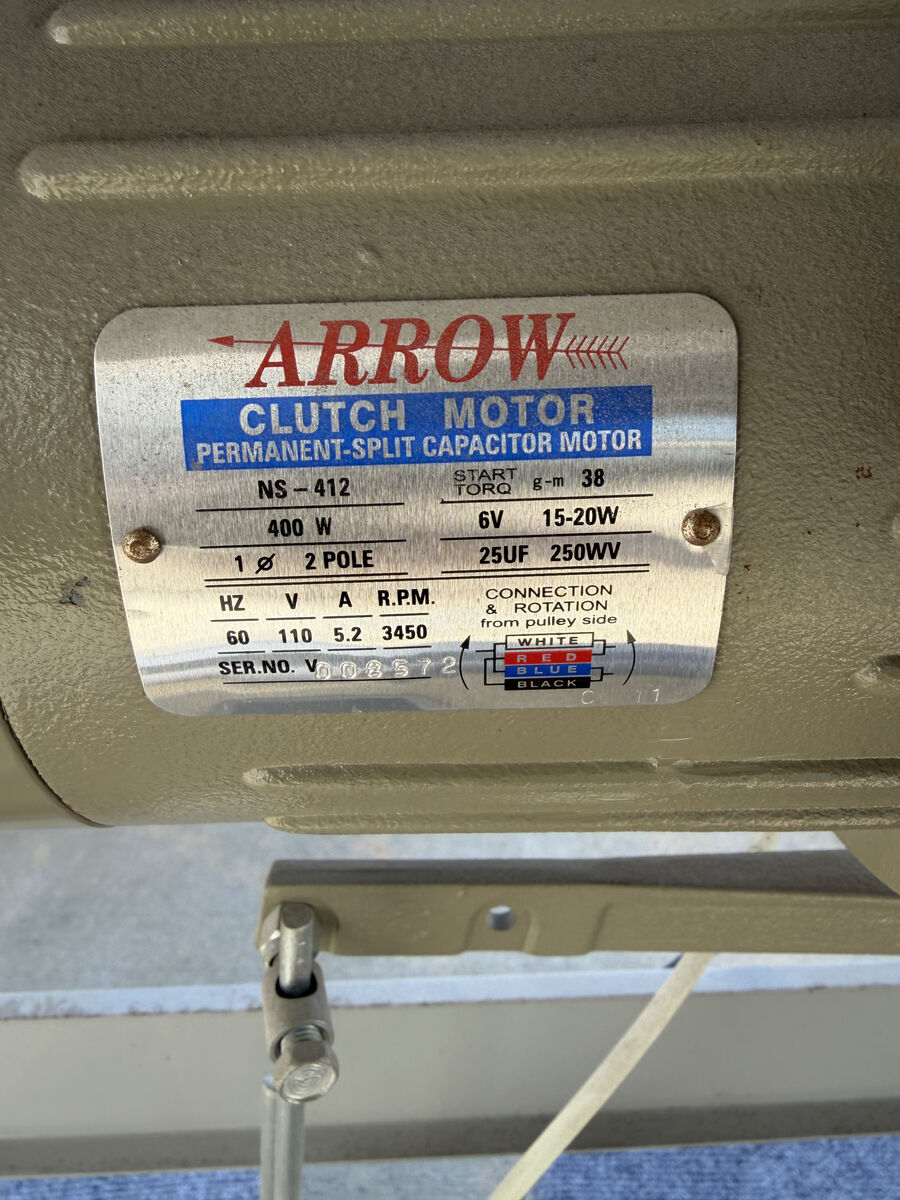 ARROW
CLUTCH MOTOR
PERMANENT-SPLIT CAPACITOR MOTOR
NS-412
START TORQ g-m 38
400 W
6V 15-20W
1 ø 2 POLE
25UF 250WV
HZ V A R.P.M.
60 110 5.2 3450
SER.NO. V008572
CONNECTION
& ROTATION
from pulley side
WHITE
RED
BLUE
BLACK
C 11